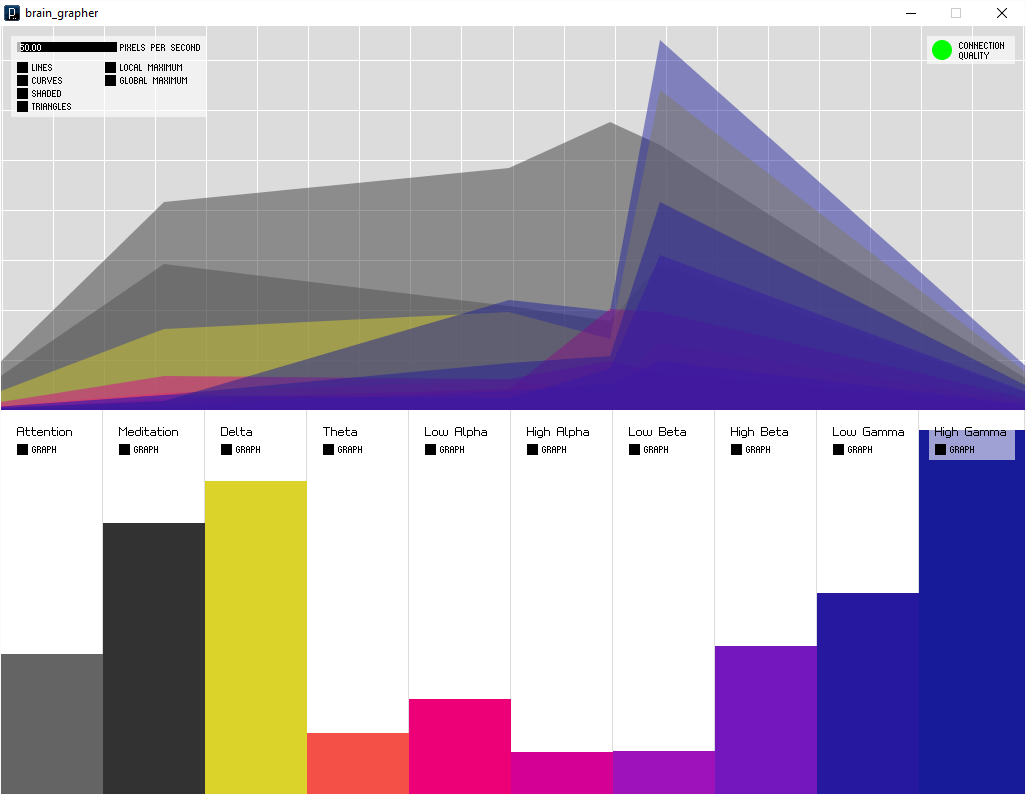 brain_grapher
50.00 PIXELS PER SECOND
LINES LOCAL MAXIMUM
CURVES GLOBAL MAXIMUM
SHADED
TRIANGLES
CONNECTION
QUALITY
Attention Meditation Delta Theta Low Alpha High Alpha Low Beta High Beta Low Gamma High Gamma
GRAPH GRAPH GRAPH GRAPH GRAPH GRAPH GRAPH GRAPH GRAPH GRAPH